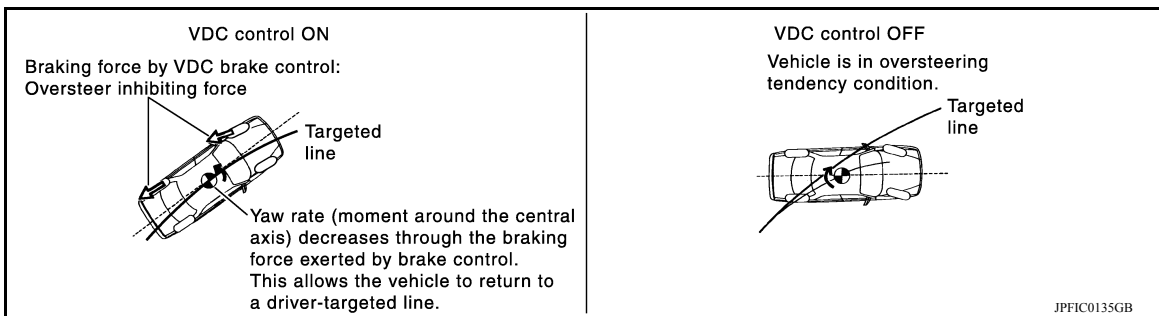 VDC control ON
Braking force by VDC brake control:
Oversteer inhibiting force
Targeted
line
Yaw rate (moment around the central
axis) decreases through the braking
force exerted by brake control.
This allows the vehicle to return to
a driver-targeted line.
VDC control OFF
Vehicle is in oversteering
tendency condition.
Targeted
line
JPFIC0135GB